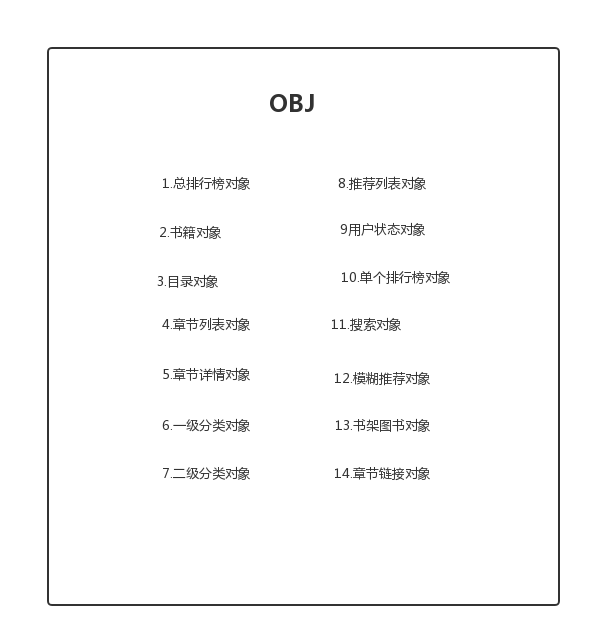 OBJ
1.总排行榜对象
2.书籍对象
3.目录对象
4.章节列表对象
5.章节详情对象
6.一级分类对象
7.二级分类对象
8.推荐列表对象
9用户状态对象
10.单个排行榜对象
11.搜索对象
12.模糊推荐对象
13.书架图书对象
14.章节链接对象